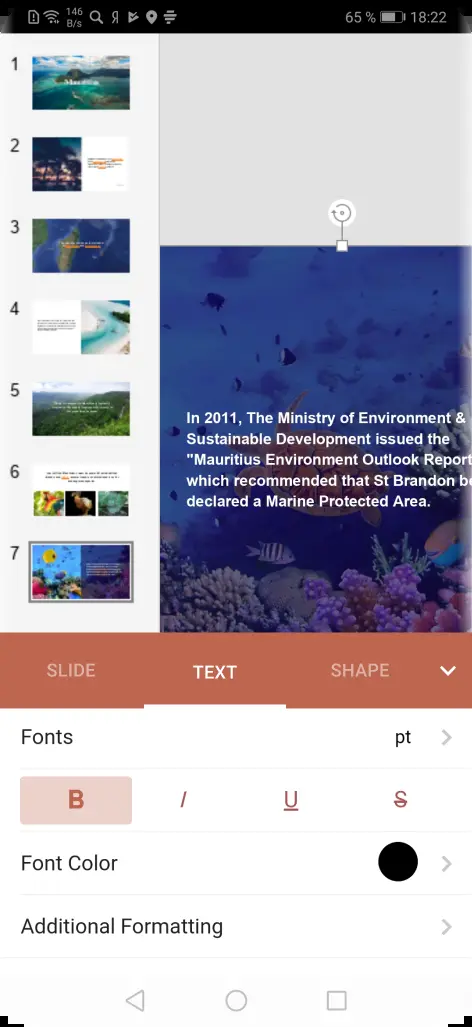 146
B/s
Я
65 %
18:22
1
Mauritius
2
3
4
5
6
7
In 2011, The Ministry of Environment &
Sustainable Development issued the
"Mauritius Environment Outlook Report
which recommended that St Brandon be
declared a Marine Protected Area.
SLIDE
TEXT
SHAPE
Fonts
pt
B
I
U
S
Font Color
Additional Formatting